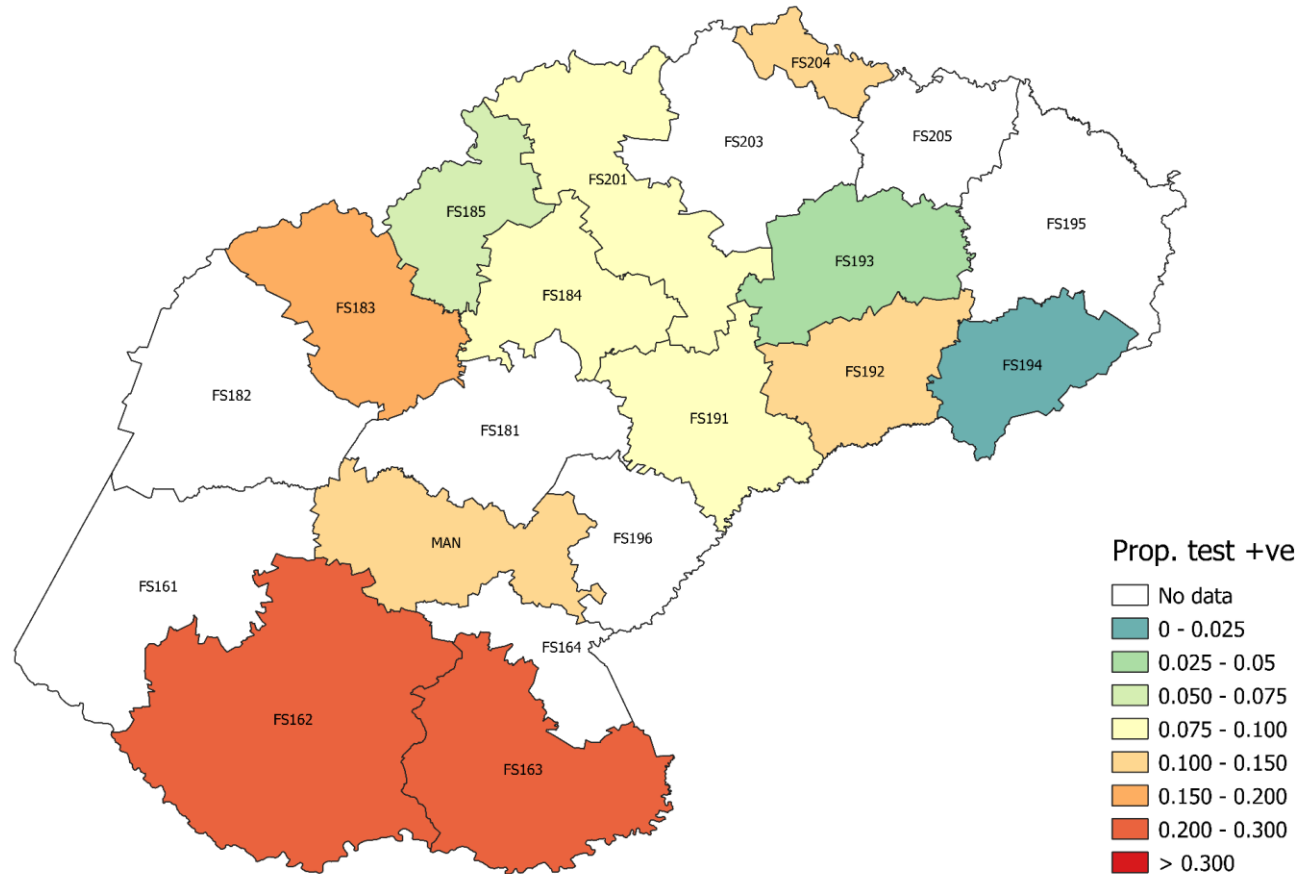 FS204
FS205
FS203
FS201
FS185
FS195
FS193
FS184
FS183
FS192
FS194
FS182
FS191
FS181
MAN
FS196
FS161
FS164
FS162
FS163
Prop. test +ve
No data
0 - 0.025
0.025 - 0.05
0.050 - 0.075
0.075 - 0.100
0.100 - 0.150
0.150 - 0.200
0.200 - 0.300
> 0.300